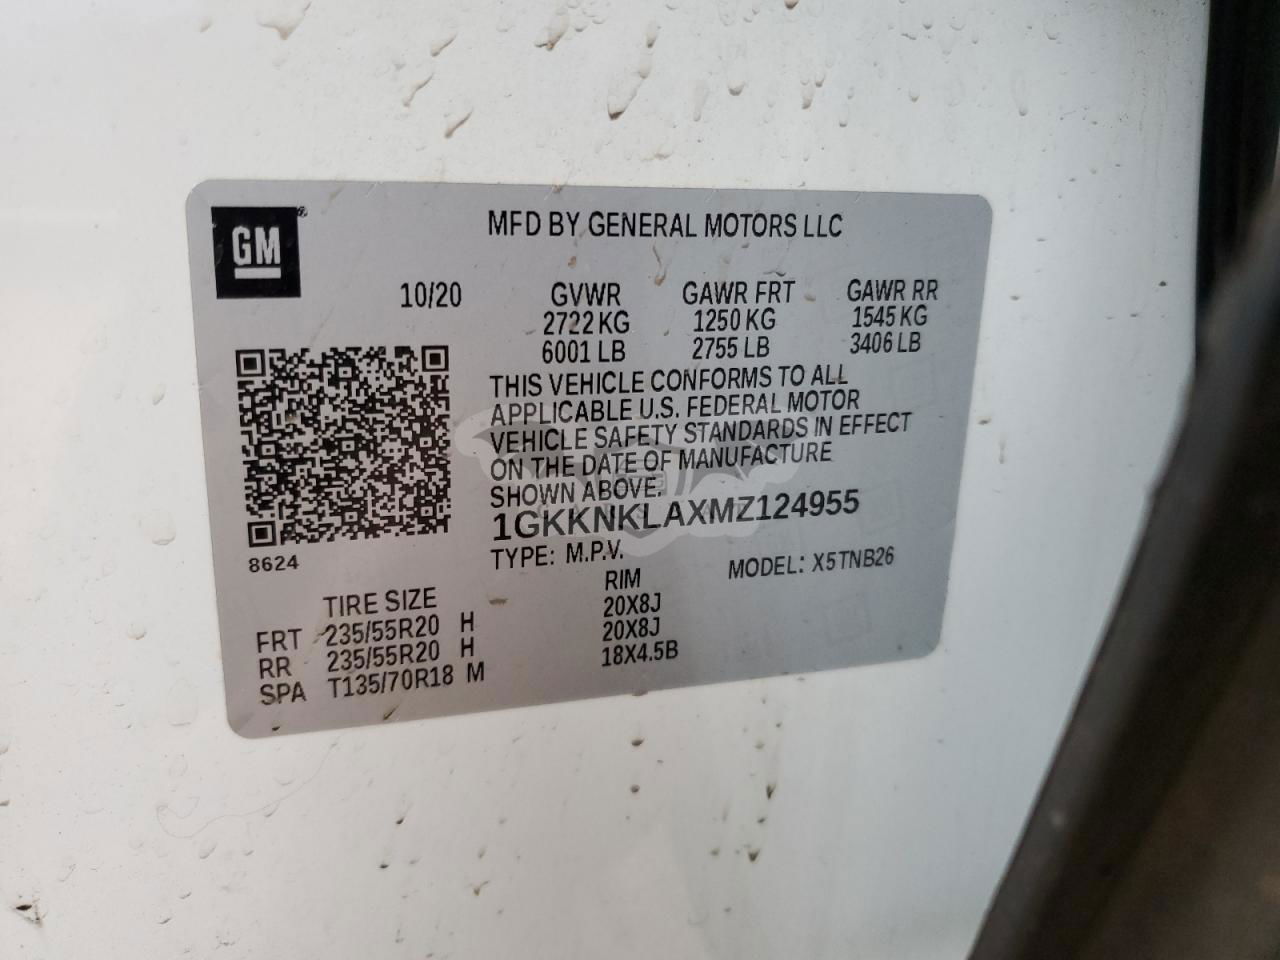 GM®
MFD BY GENERAL MOTORS LLC
10/20
GVWR GAWR FRT GAWR RR
2722 KG 1250 KG 1545 KG
6001 LB 2755 LB 3406 LB
THIS VEHICLE CONFORMS TO ALL
APPLICABLE U.S. FEDERAL MOTOR
VEHICLE SAFETY STANDARDS IN EFFECT
ON THE DATE OF MANUFACTURE
SHOWN ABOVE.
1GKKNKLAXMZ124955
TYPE: M.P.V. MODEL: X5TNB26
8624
TIRE SIZE RIM
FRT 235/55R20 H 20X8J
RR 235/55R20 H 20X8J
SPA T135/70R18 M 18X4.5B